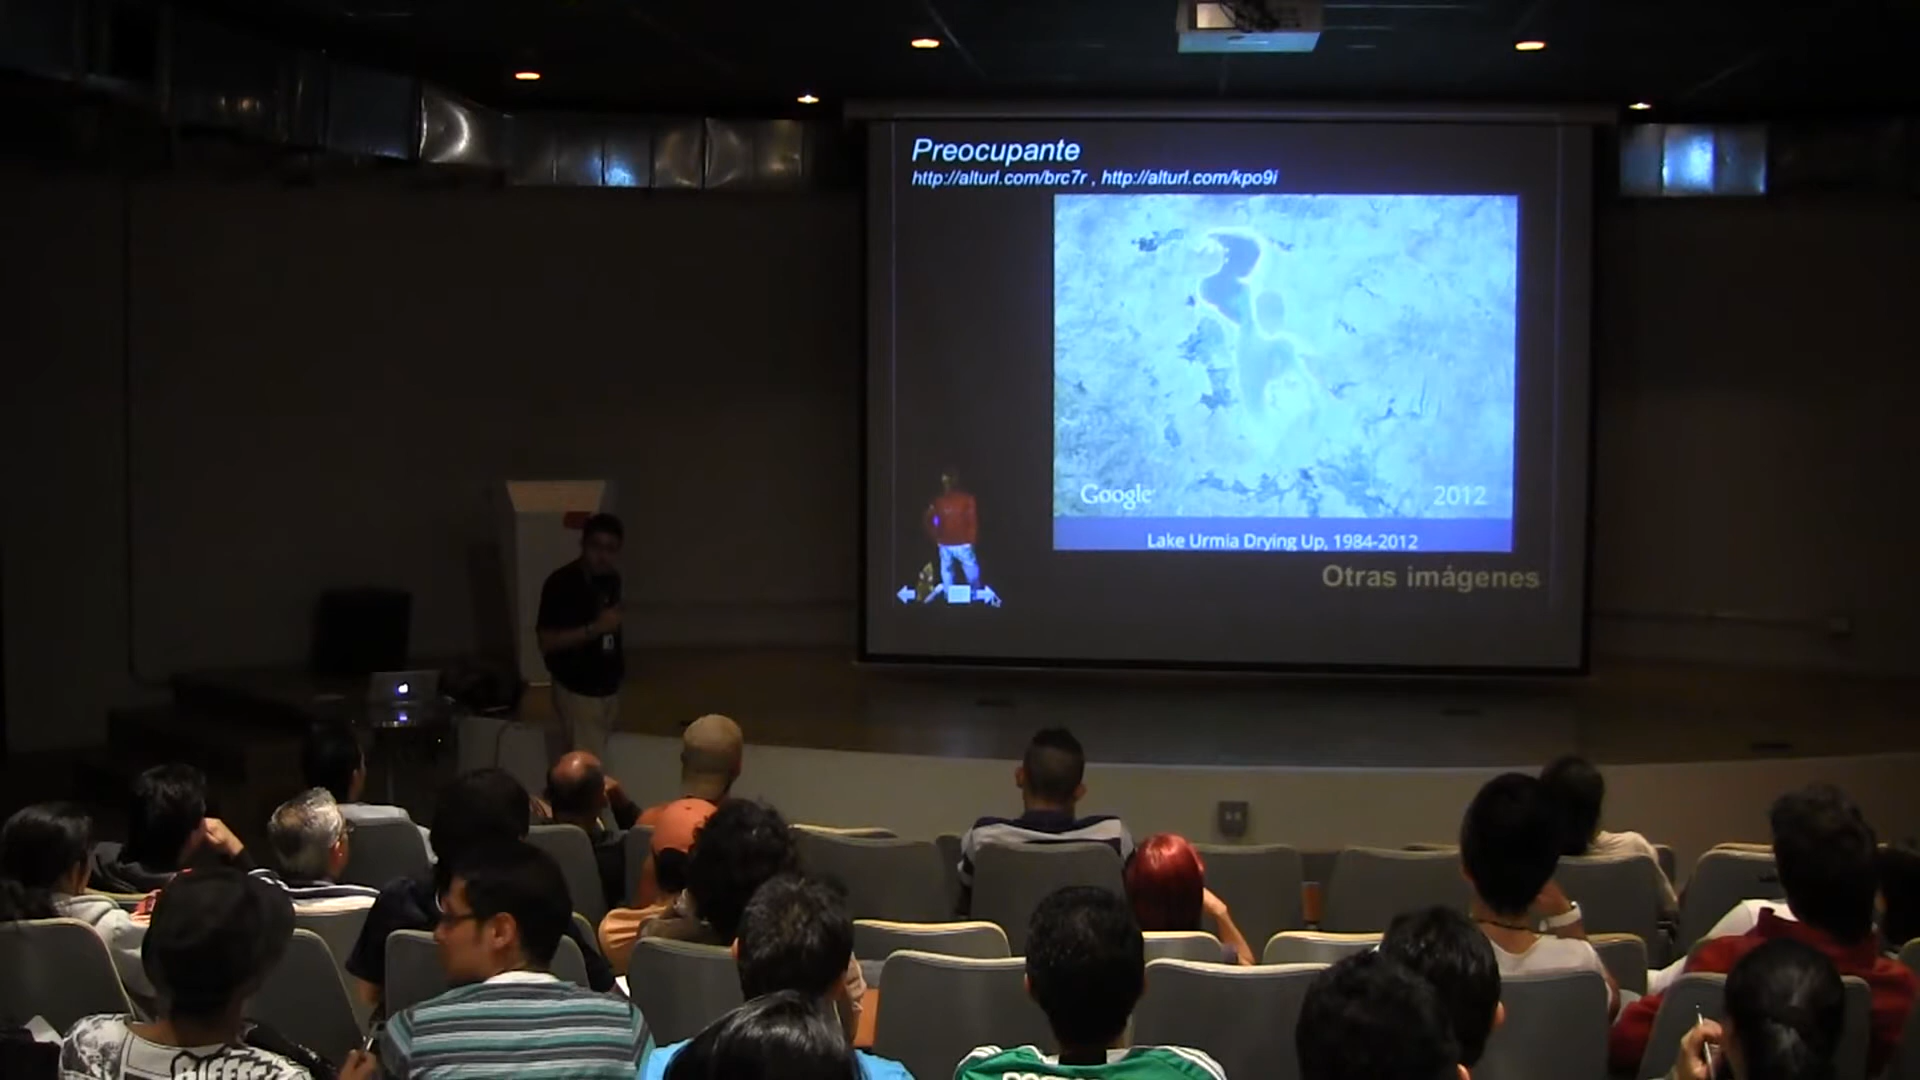 Preocupante
http://alturl.com/brc7r , http://alturl.com/kpo9i
Google
2012
Lake Urmia Drying Up, 1984-2012
Otras imágenes